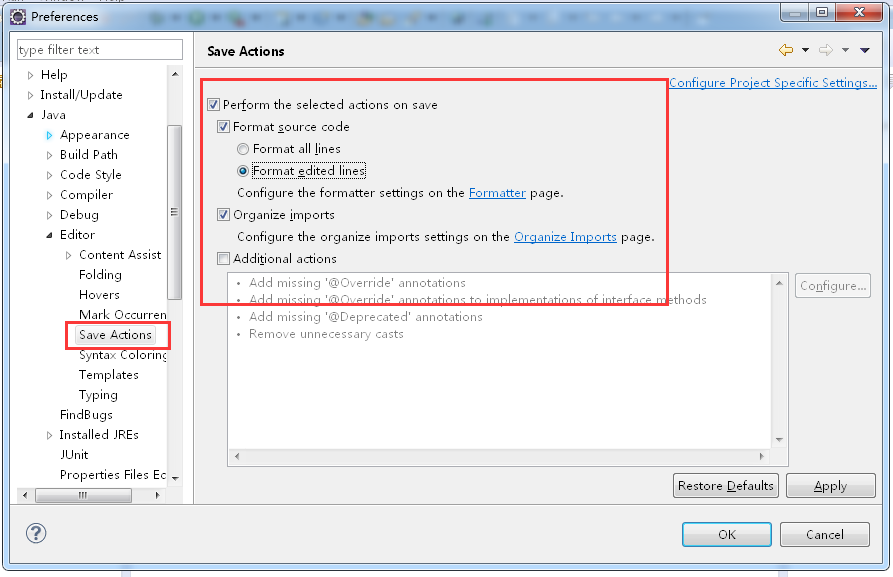 Preferences
type filter text
Help
Install/Update
Java
Appearance
Build Path
Code Style
Compiler
Debug
Editor
Content Assist
Folding
Hovers
Mark Occurren
Save Actions
Syntax Coloring
Templates
Typing
FindBugs
Installed JREs
JUnit
Properties Files Ec
Save Actions
Configure Project Specific Settings...
Perform the selected actions on save
Format source code
Format all lines
Format edited lines
Configure the formatter settings on the Formatter page.
Organize imports
Configure the organize imports settings on the Organize Imports page.
Additional actions
• Add missing '@Override' annotations
• Add missing '@Override' annotations to implementations of interface methods
• Add missing '@Deprecated' annotations
• Remove unnecessary casts
Configure...
Restore Defaults
Apply
OK
Cancel